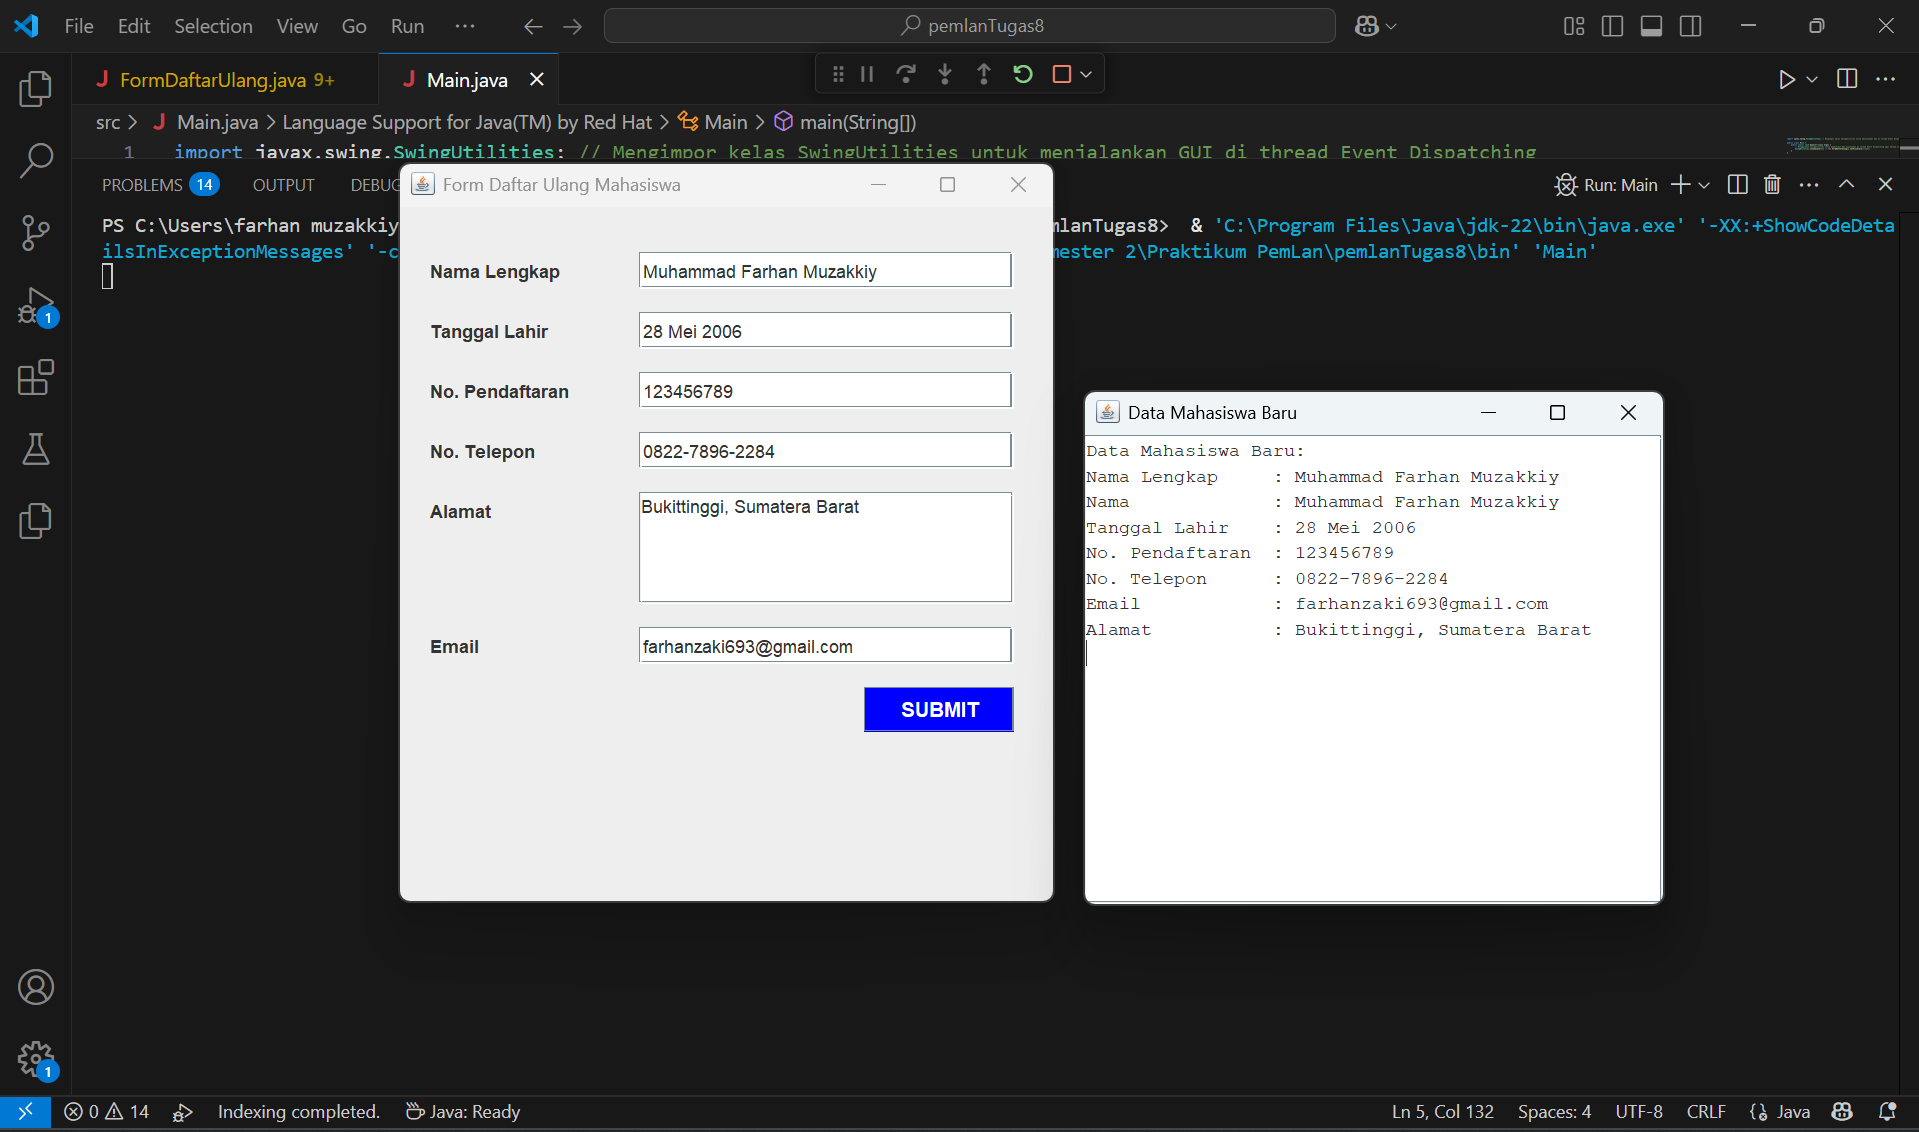 File Edit Selection View Go Run ··· pemlanTugas8
FormDaftarUlang.java 9+ Main.java
src > Main.java > Language Support for Java(TM) by Red Hat > Main > main(String[])
1 import javax.swing.SwingUtilities; // Mengimpor kelas SwingUtilities untuk menjalankan GUI di thread Event Dispatching
PROBLEMS 14 OUTPUT DEBUG Run: Main
PS C:\Users\farhan muzakkiy
mlanTugas8> & 'C:\Program Files\Java\jdk-22\bin\java.exe' '-XX:+ShowCodeDeta
ilsInExceptionMessages' '-c
mester 2\Praktikum PemLan\pemlanTugas8\bin' 'Main'
Form Daftar Ulang Mahasiswa
Nama Lengkap Muhammad Farhan Muzakkiy
Tanggal Lahir 28 Mei 2006
No. Pendaftaran 123456789
No. Telepon 0822-7896-2284
Alamat Bukittinggi, Sumatera Barat
Email farhanzaki693@gmail.com
SUBMIT
Data Mahasiswa Baru
Data Mahasiswa Baru:
Nama Lengkap : Muhammad Farhan Muzakkiy
Nama : Muhammad Farhan Muzakkiy
Tanggal Lahir : 28 Mei 2006
No. Pendaftaran : 123456789
No. Telepon : 0822-7896-2284
Email : farhanzaki693@gmail.com
Alamat : Bukittinggi, Sumatera Barat
1
1
0 14 Indexing completed. Java: Ready Ln 5, Col 132 Spaces: 4 UTF-8 CRLF Java